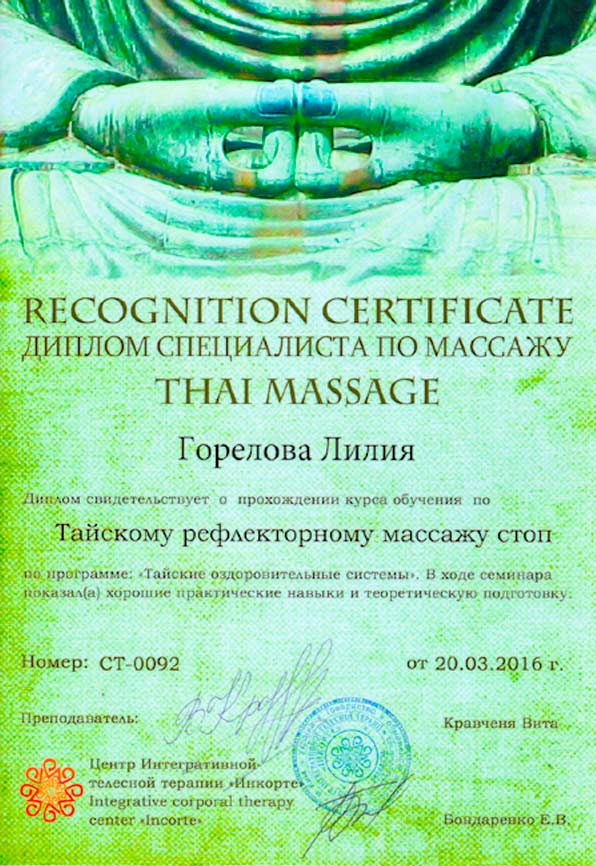 RECOGNITION CERTIFICATE
ДИПЛОМ СПЕЦИАЛИСТА ПО МАССАЖУ
THAI MASSAGE
Горелова Лилия
Диплом свидетельствует о прохождении курса обучения по
Тайскому рефлекторному массажу стоп
по программе: «Тайские оздоровительные системы». В ходе семинара
показал(а) хорошие практические навыки и теоретическую подготовку.
Номер: СТ-0092
от 20.03.2016 г.
Преподаватель:
Кравченя Вита
Центр Интегративной
телесной терапии «Инкорте»
Integrative corporal therapy
center «Incorte»
Бондаренко Е.В.